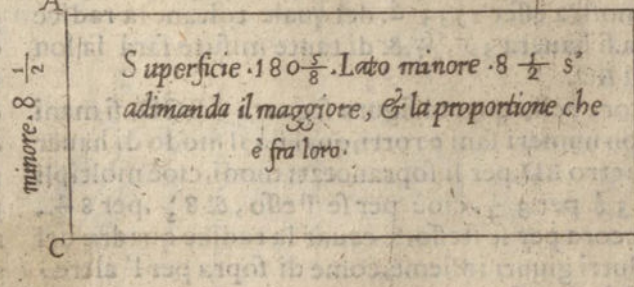 A
Superficie .180 5/8. Lato minore .8 1/2 s'
adimanda il maggiore, & la proportione che
è fra loro.
minore. 8 1/2
C